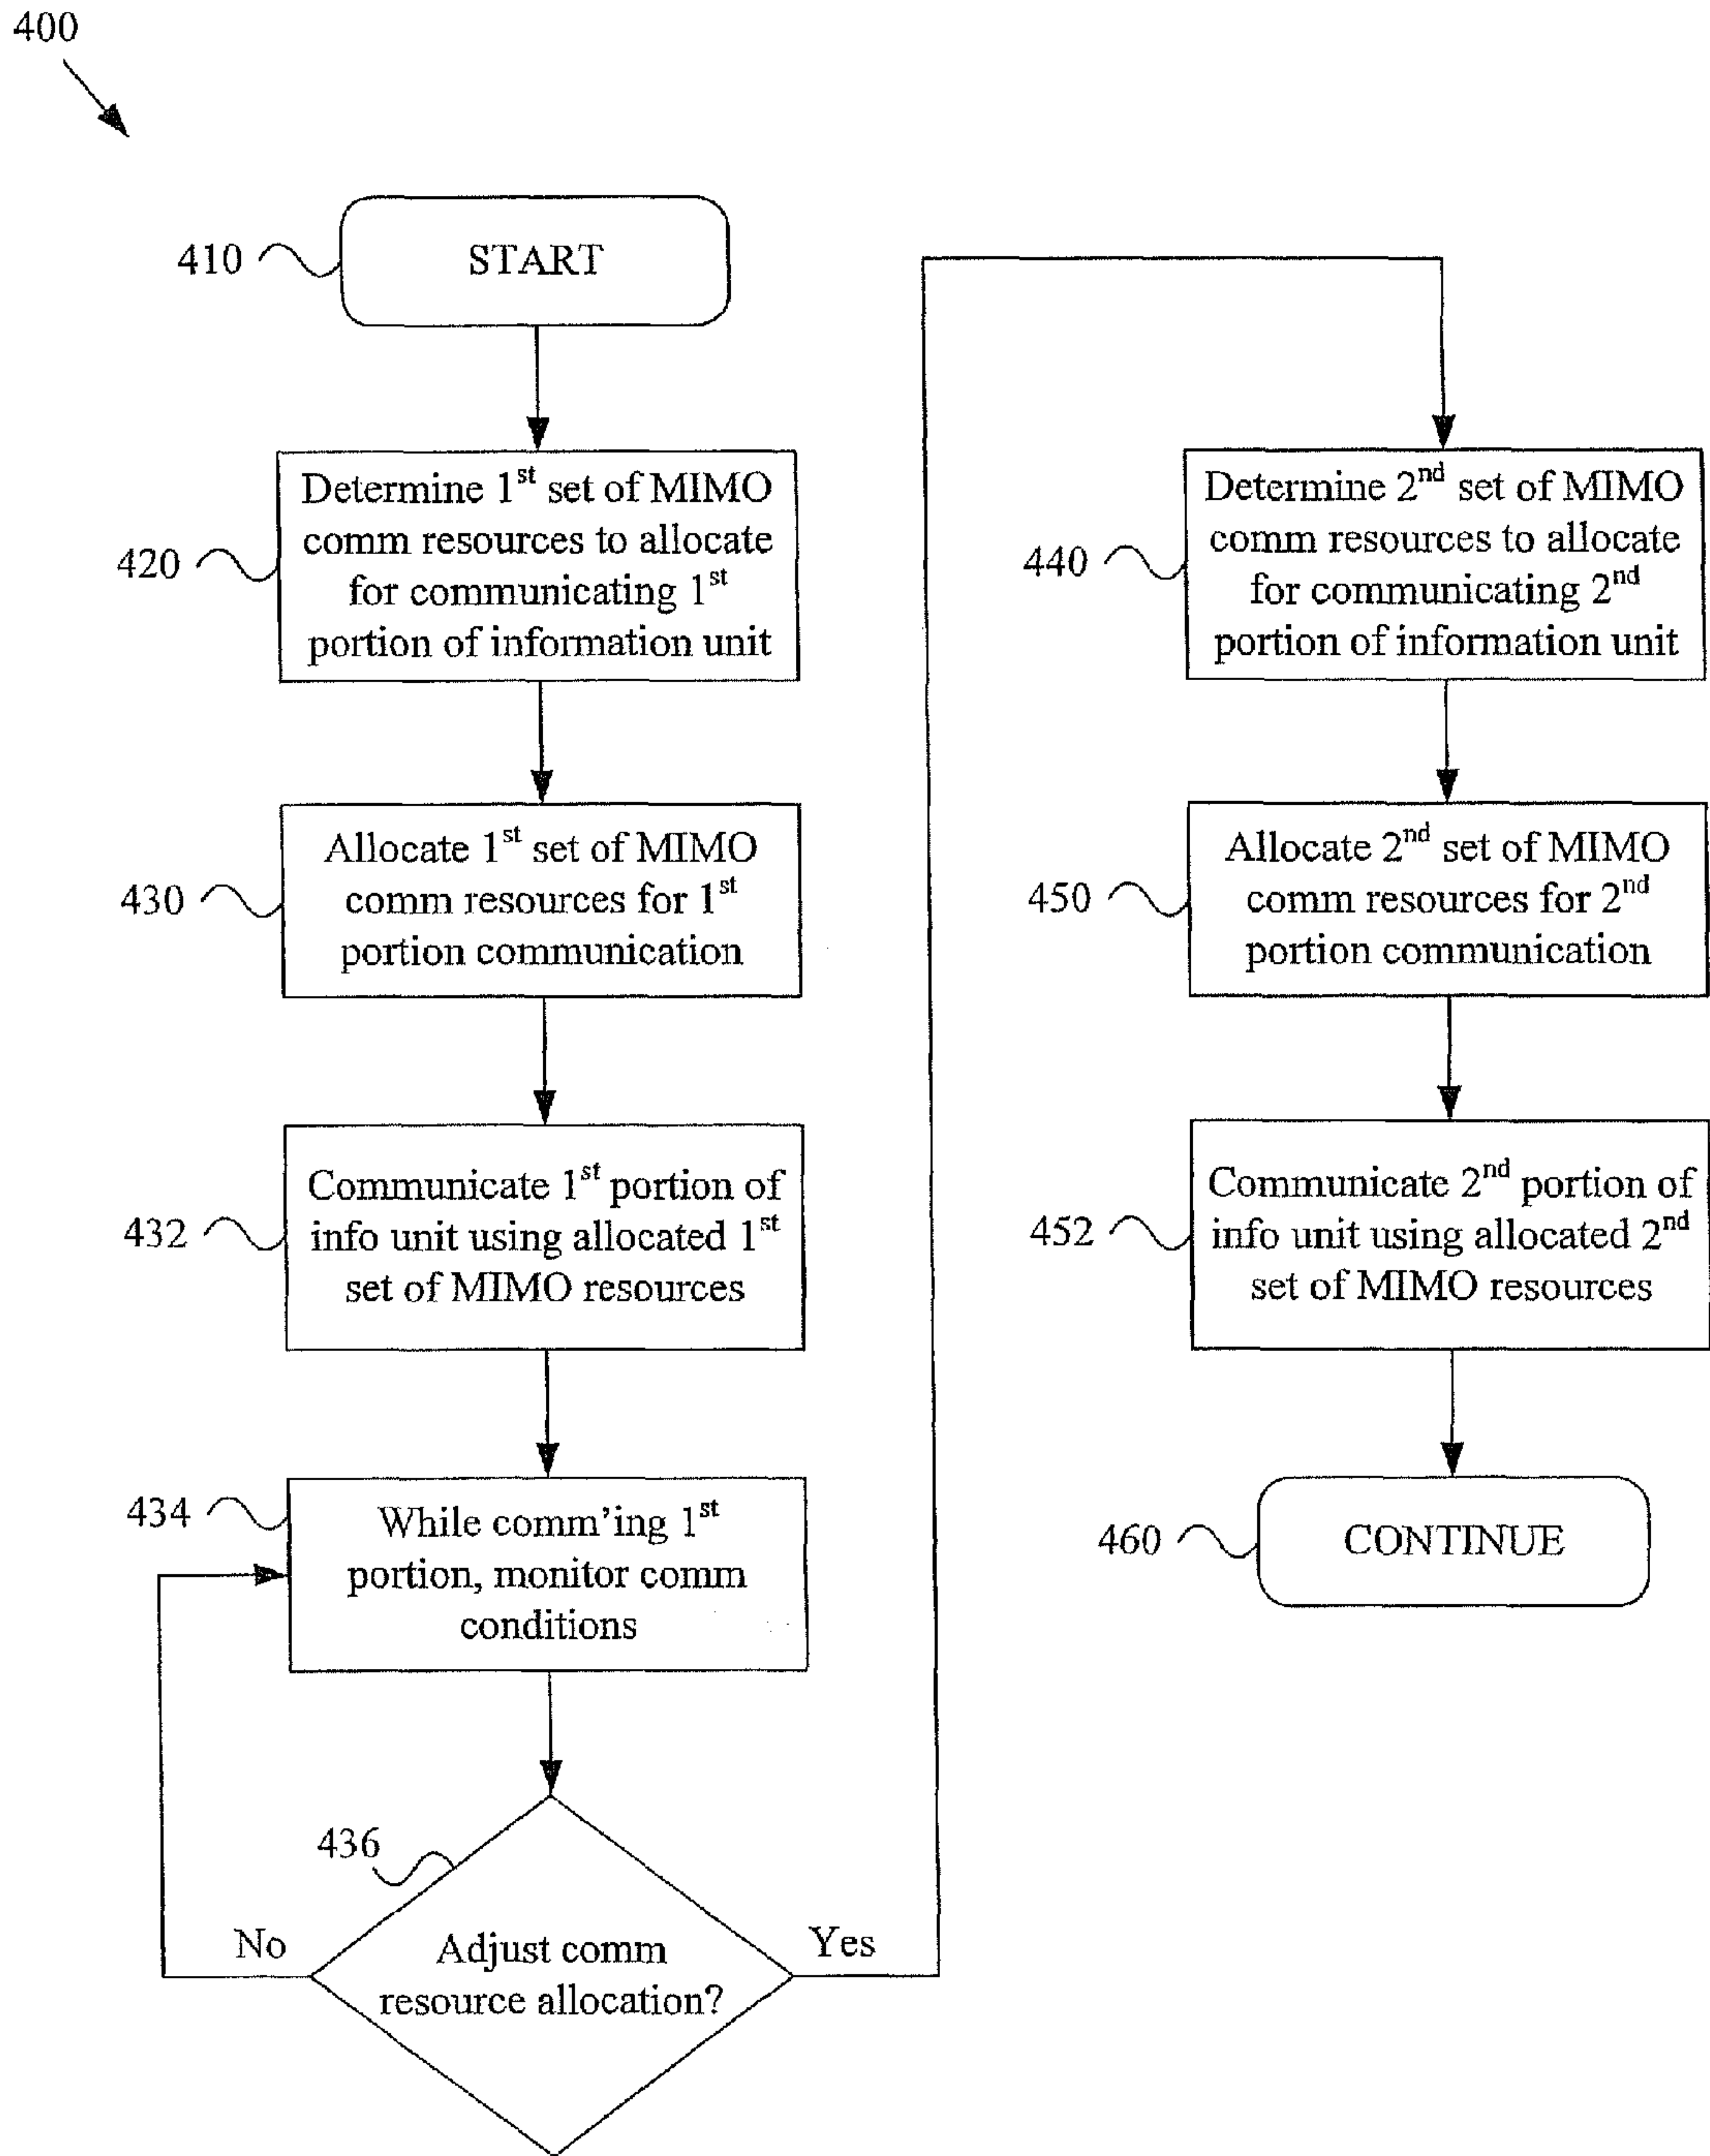 400
410
START
420
Determine 1st set of MIMO
comm resources to allocate
for communicating 1st
portion of information unit
430
Allocate 1st set of MIMO
comm resources for 1st
portion communication
432
Communicate 1st portion of
info unit using allocated 1st
set of MIMO resources
434
While comm'ing 1st
portion, monitor comm
conditions
436
Adjust comm
resource allocation?
No
Yes
440
Determine 2nd set of MIMO
comm resources to allocate
for communicating 2nd
portion of information unit
450
Allocate 2nd set of MIMO
comm resources for 2nd
portion communication
452
Communicate 2nd portion of
info unit using allocated 2nd
set of MIMO resources
460
CONTINUE